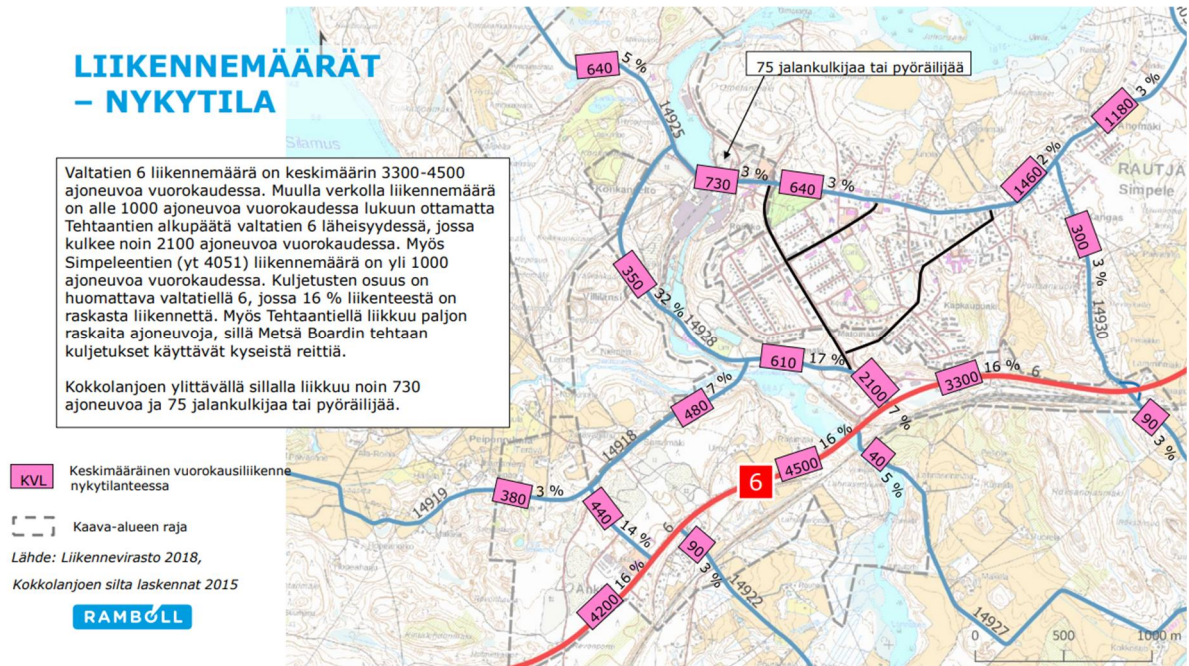 LIIKENNEMÄÄRÄT
– NYKYTILA
Valtatien 6 liikennemäärä on keskimäärin 3300-4500
ajoneuvoa vuorokaudessa. Muulla verkolla liikennemäärä
on alle 1000 ajoneuvoa vuorokaudessa lukuun ottamatta
Tehtaantien alkupäätä valtatien 6 läheisyydessä, jossa
kulkee noin 2100 ajoneuvoa vuorokaudessa. Myös
Simpeleentien (yt 4051) liikennemäärä on yli 1000
ajoneuvoa vuorokaudessa. Kuljetusten osuus on
huomattava valtatiellä 6, jossa 16 % liikenteestä on
raskasta liikennettä. Myös Tehtaantiellä liikkuu paljon
raskaita ajoneuvoja, sillä Metsä Boardin tehtaan
kuljetukset käyttävät kyseistä reittiä.
Kokkolanjoen ylittävällä sillalla liikkuu noin 730
ajoneuvoa ja 75 jalankulkijaa tai pyöräilijää.
KVL
Keskimääräinen vuorokausiliikenne
nykytilanteessa
Kaava-alueen raja
Lähde: Liikennevirasto 2018,
Kokkolanjoen silta laskennat 2015
RAMBOLL
75 jalankulkijaa tai pyöräilijää
640 5 %
14925
730 3 %
640 3 %
1460 2 %
1180 3 %
Ahomäki
RAUTJÄ
Simpele
Kangas
300 3 %
14930
90 3 %
Silamus
Konkanpelto
350 32 %
14928
Villilänsi
610 17 %
2100 7 %
3300 16 %
6
480 7 %
14918
4500 16 %
6
40 5 %
14927
380 3 %
14919
440 14 %
6
90 3 %
14922
4200 16 %
0 500 1000 m